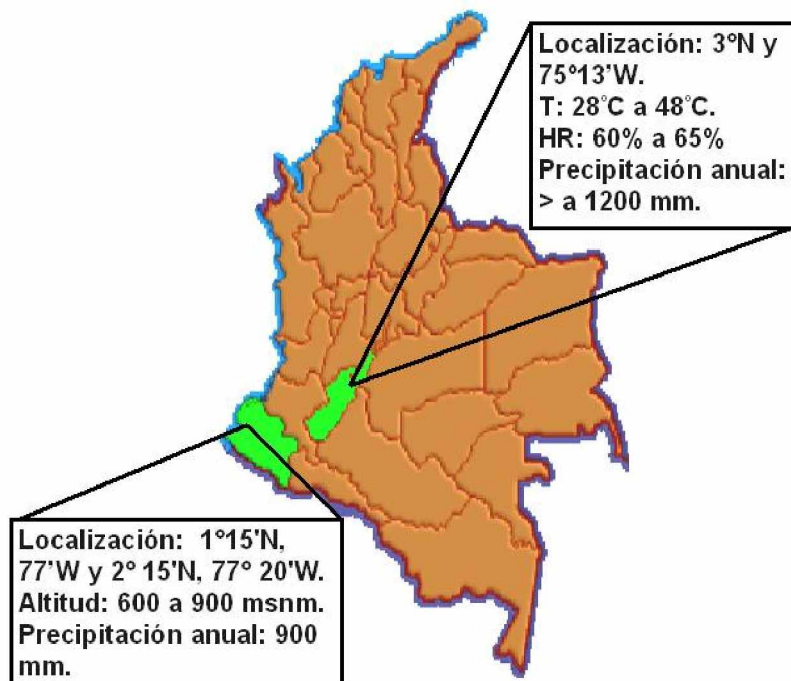 Localización: 3°N y
75°13'W.
T: 28°C a 48°C.
HR: 60% a 65%
Precipitación anual:
> a 1200 mm.
Localización: 1°15'N,
77'W y 2° 15'N, 77° 20'W.
Altitud: 600 a 900 msnm.
Precipitación anual: 900
mm.